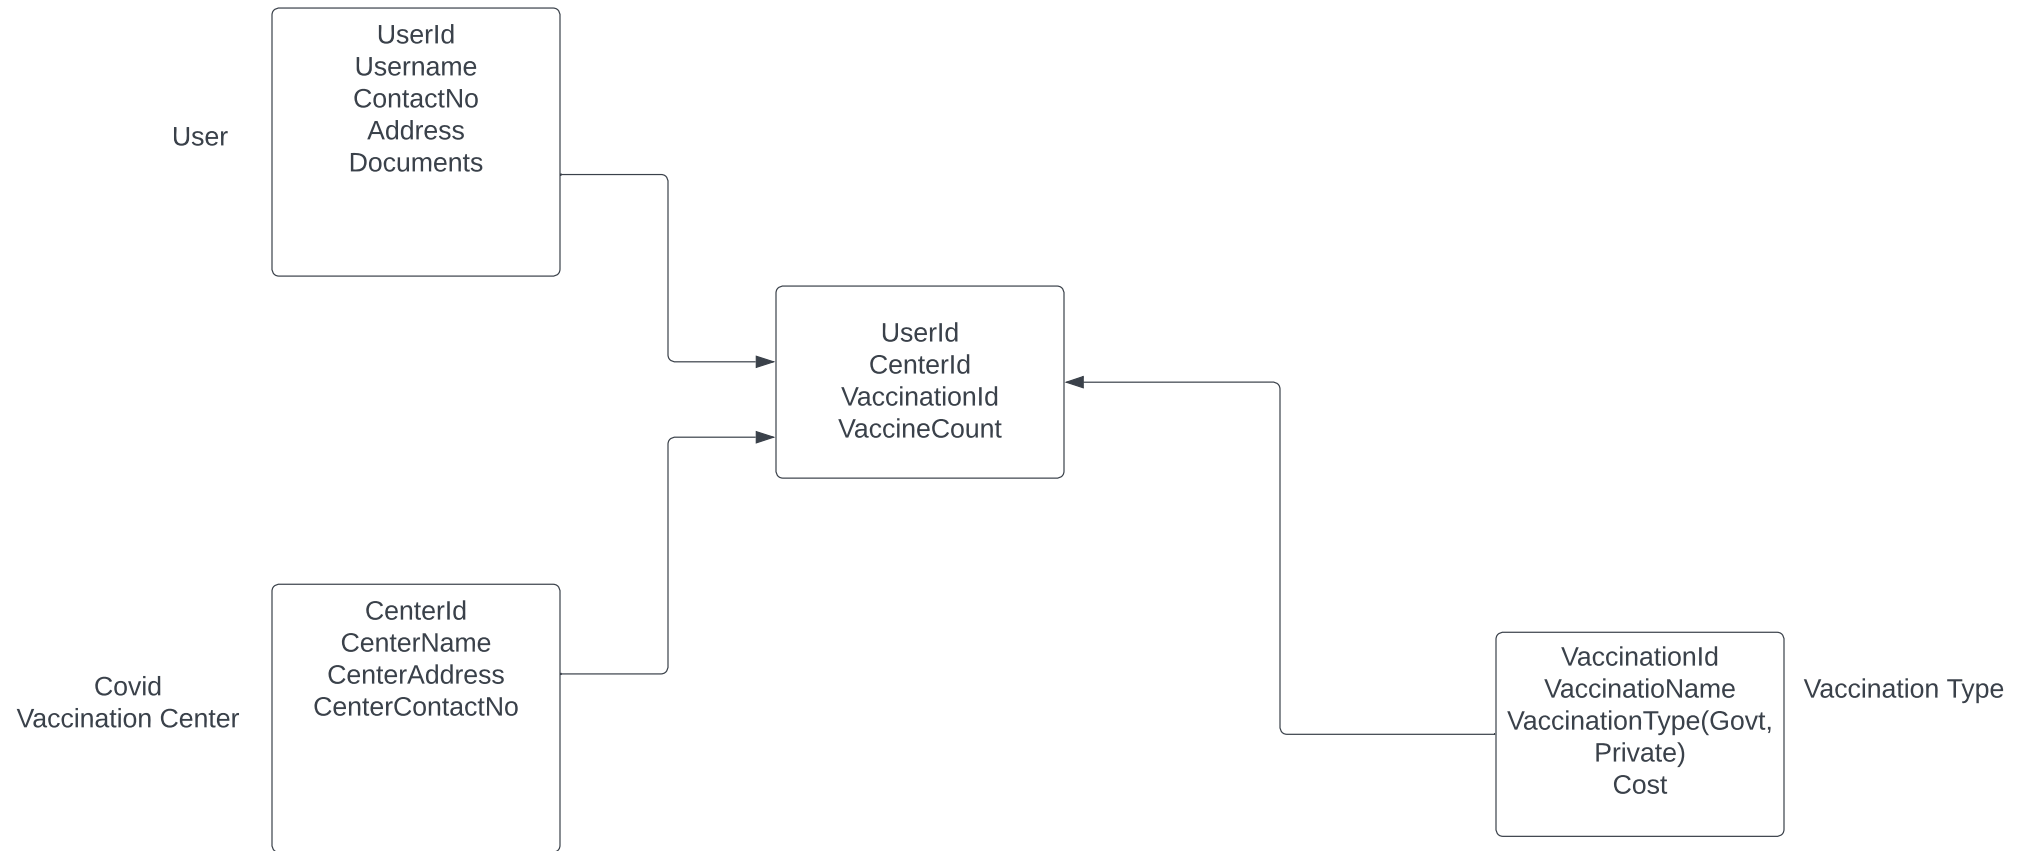 User
UserId
Username
ContactNo
Address
Documents
UserId
CenterId
VaccinationId
VaccineCount
Covid
Vaccination Center
CenterId
CenterName
CenterAddress
CenterContactNo
VaccinationId
VaccinatioName
VaccinationType(Govt,
Private)
Cost
Vaccination Type